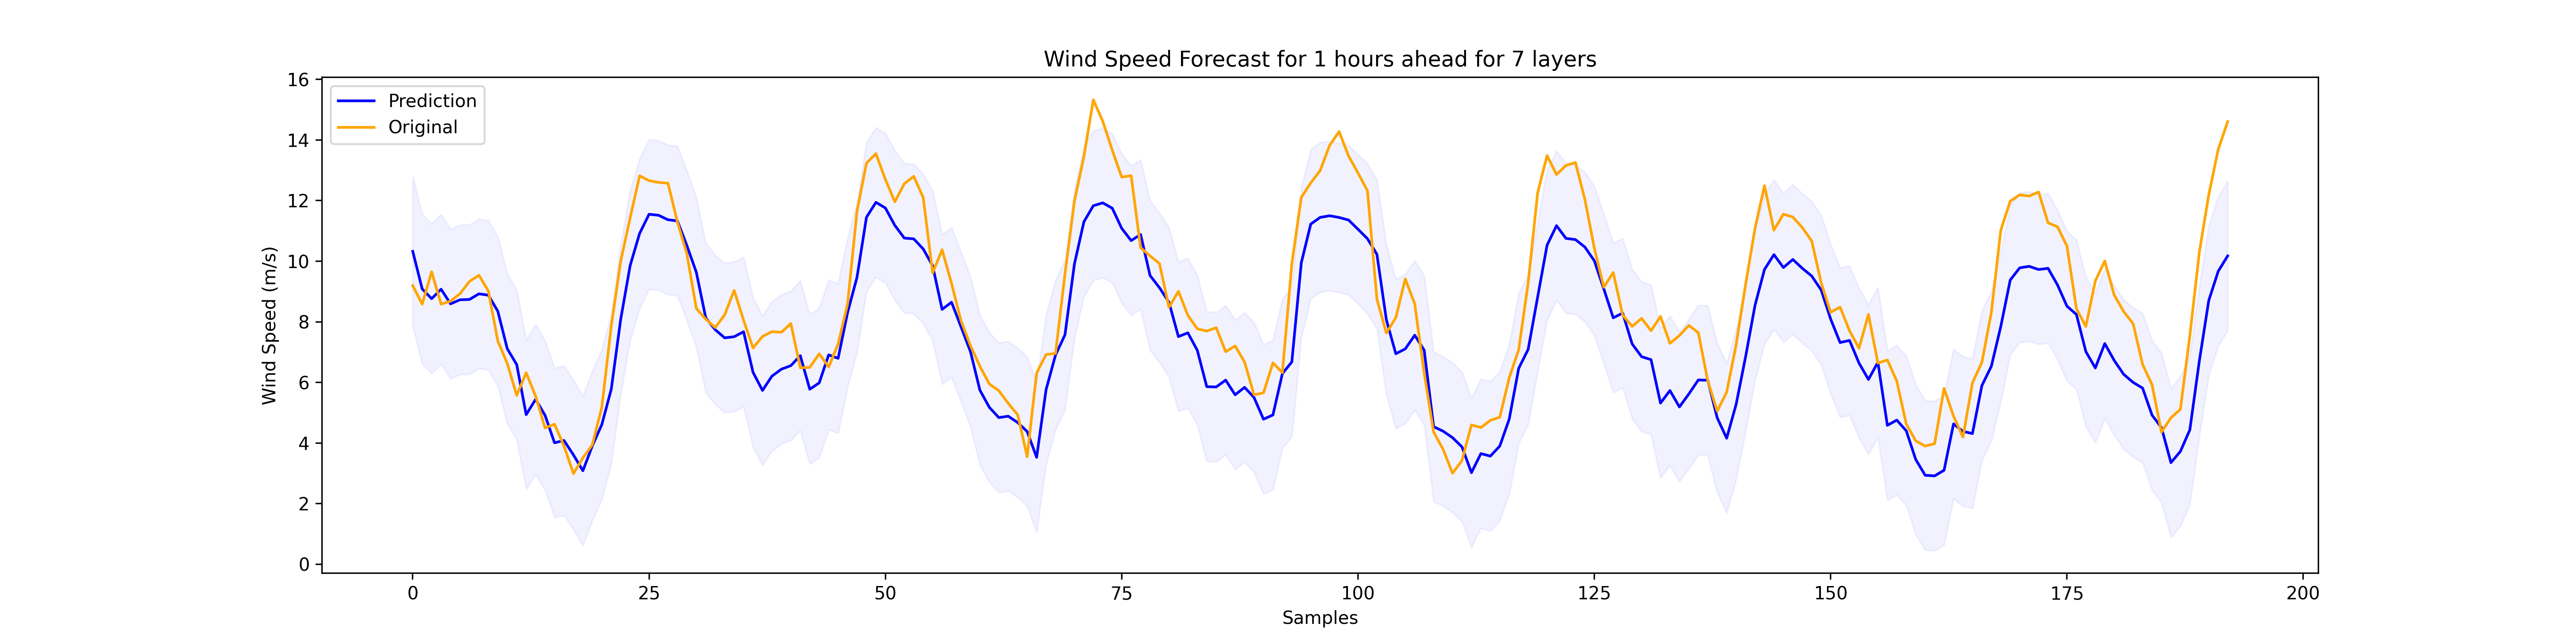 Wind Speed Forecast for 1 hours ahead for 7 layers
Prediction
Original
Wind Speed (m/s)
16
14
12
10
8
6
4
2
0
0 25 50 75 100 125 150 175 200
Samples